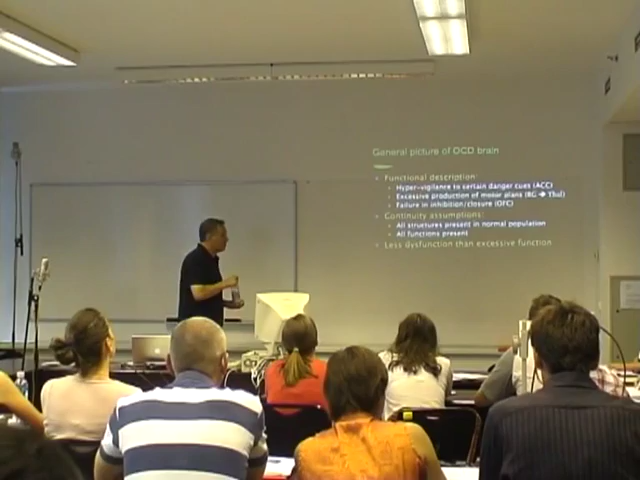 General picture of OCD brain
Functional description:
Hyper-vigilance to certain danger cues (ACC)
Excessive production of motor plans (BG → Thal)
Failure in inhibition/closure (OFC)
Continuity assumptions:
All structures present in normal population
All functions present
Less dysfunction than excessive function